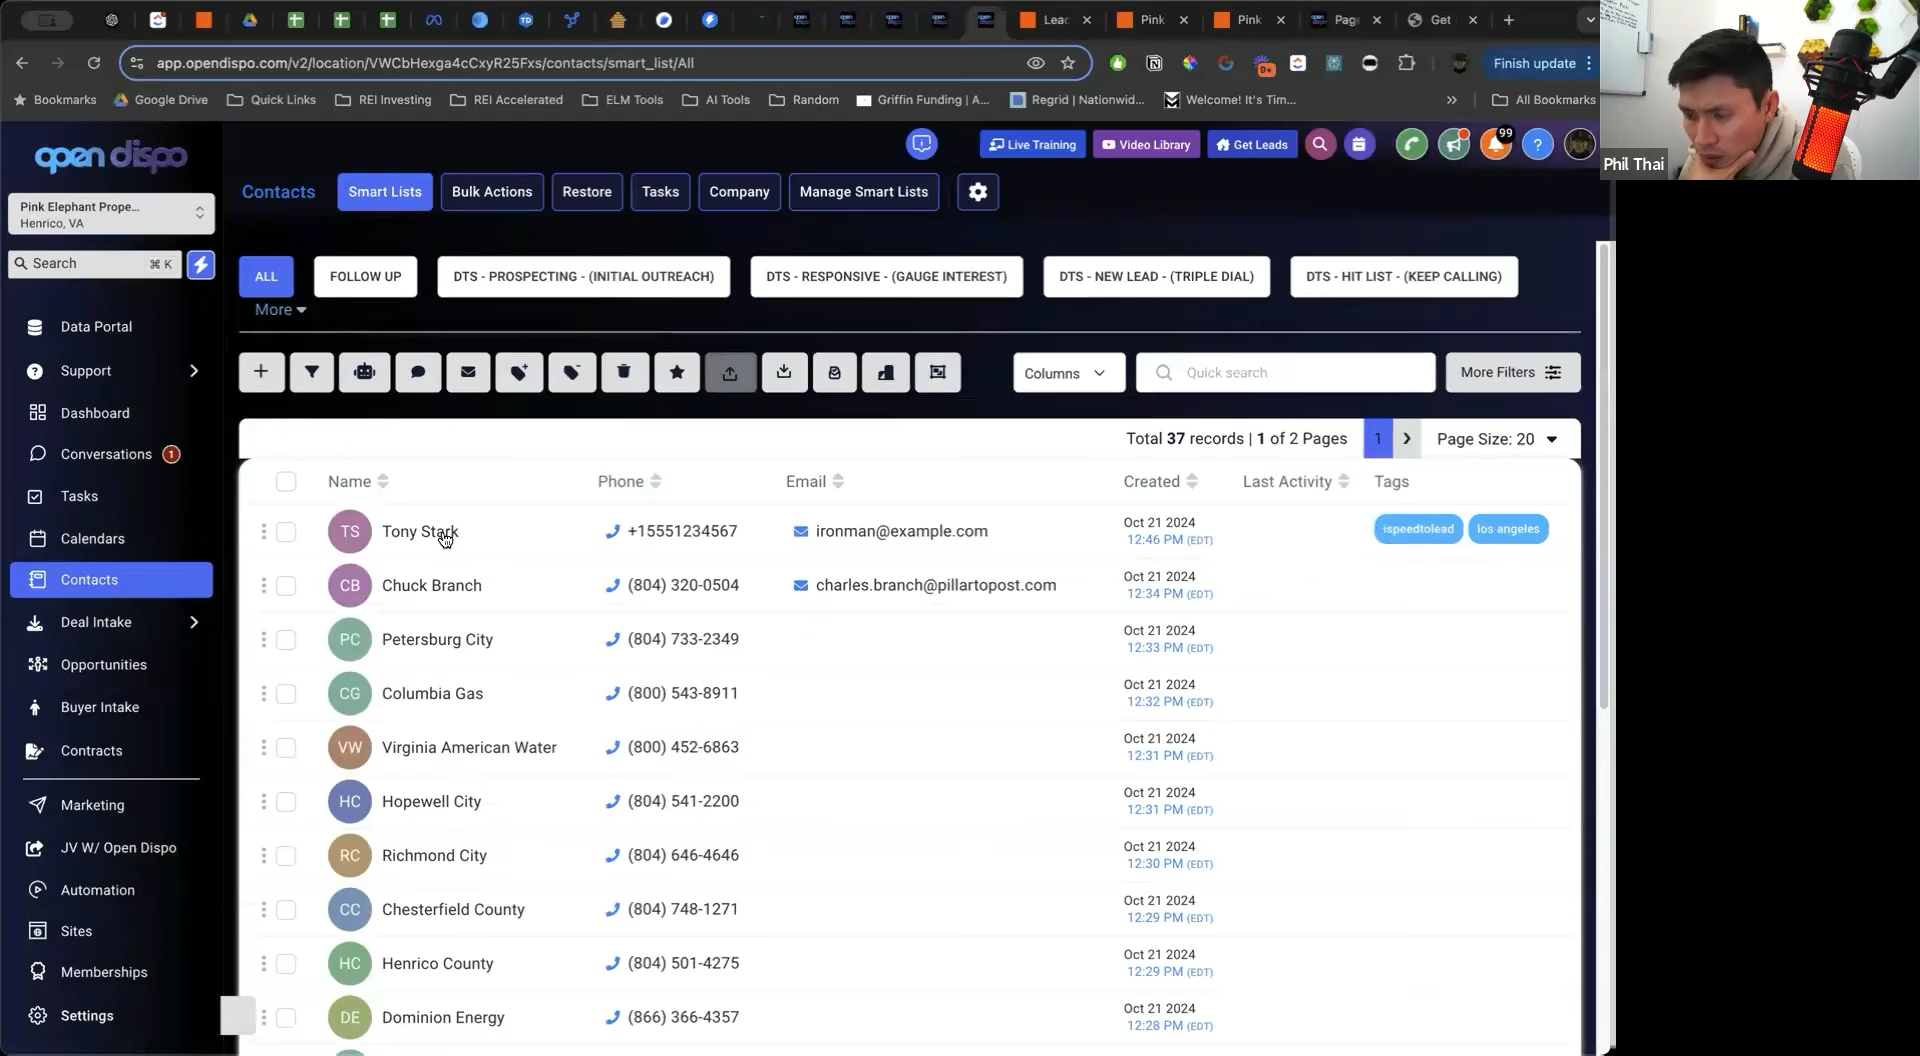 Leac
Pink
Pink
Page
Get
app.opendispo.com/v2/location/VWCbHexga4cCxyR25Fxs/contacts/smart_list/All
9+
Finish update
Bookmarks
Google Drive
Quick Links
REI Investing
REI Accelerated
ELM Tools
AI Tools
Random
Griffin Funding | A...
Regrid | Nationwid...
Welcome! It's Tim...
All Bookmarks
Phil Thai
open dispo
Live Training
Video Library
Get Leads
99
Pink Elephant Prope...
Henrico, VA
Search
⌘ K
Contacts
Smart Lists
Bulk Actions
Restore
Tasks
Company
Manage Smart Lists
ALL
FOLLOW UP
DTS - PROSPECTING - (INITIAL OUTREACH)
DTS - RESPONSIVE - (GAUGE INTEREST)
DTS - NEW LEAD - (TRIPLE DIAL)
DTS - HIT LIST - (KEEP CALLING)
More
Data Portal
Support
Dashboard
Conversations 1
Tasks
Calendars
Contacts
Deal Intake
Opportunities
Buyer Intake
Contracts
Marketing
JV W/ Open Dispo
Automation
Sites
Memberships
Settings
Columns
Quick search
More Filters
Total 37 records | 1 of 2 Pages
1
Page Size: 20
Name
Phone
Email
Created
Last Activity
Tags
TS Tony Stark +15551234567 ironman@example.com Oct 21 2024
12:46 PM (EDT)
ispeedtolead
los angeles
CB Chuck Branch (804) 320-0504 charles.branch@pillartopost.com Oct 21 2024
12:34 PM (EDT)
PC Petersburg City (804) 733-2349 Oct 21 2024
12:33 PM (EDT)
CG Columbia Gas (800) 543-8911 Oct 21 2024
12:32 PM (EDT)
VW Virginia American Water (800) 452-6863 Oct 21 2024
12:31 PM (EDT)
HC Hopewell City (804) 541-2200 Oct 21 2024
12:31 PM (EDT)
RC Richmond City (804) 646-4646 Oct 21 2024
12:30 PM (EDT)
CC Chesterfield County (804) 748-1271 Oct 21 2024
12:29 PM (EDT)
HC Henrico County (804) 501-4275 Oct 21 2024
12:29 PM (EDT)
DE Dominion Energy (866) 366-4357 Oct 21 2024
12:28 PM (EDT)